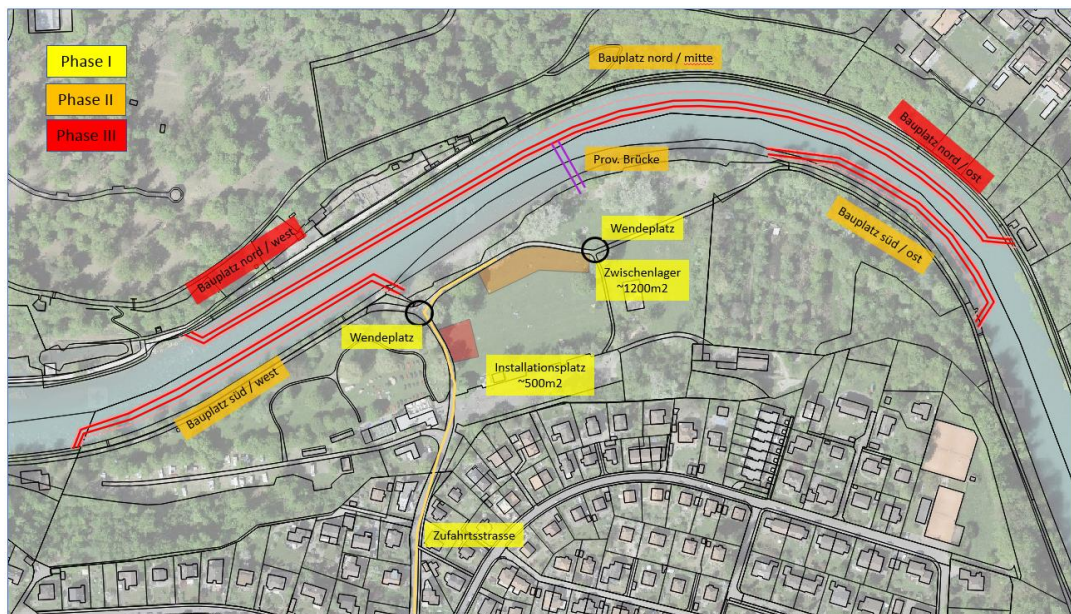 Phase I
Phase II
Phase III
Bauplatz nord / mitte
Bauplatz nord / ost
Prov. Brücke
Bauplatz süd / ost
Wendeplatz
Bauplatz nord / west
Zwischenlager
~1200m2
Wendeplatz
Installationsplatz
~500m2
Bauplatz süd / west
Zufahrtsstrasse